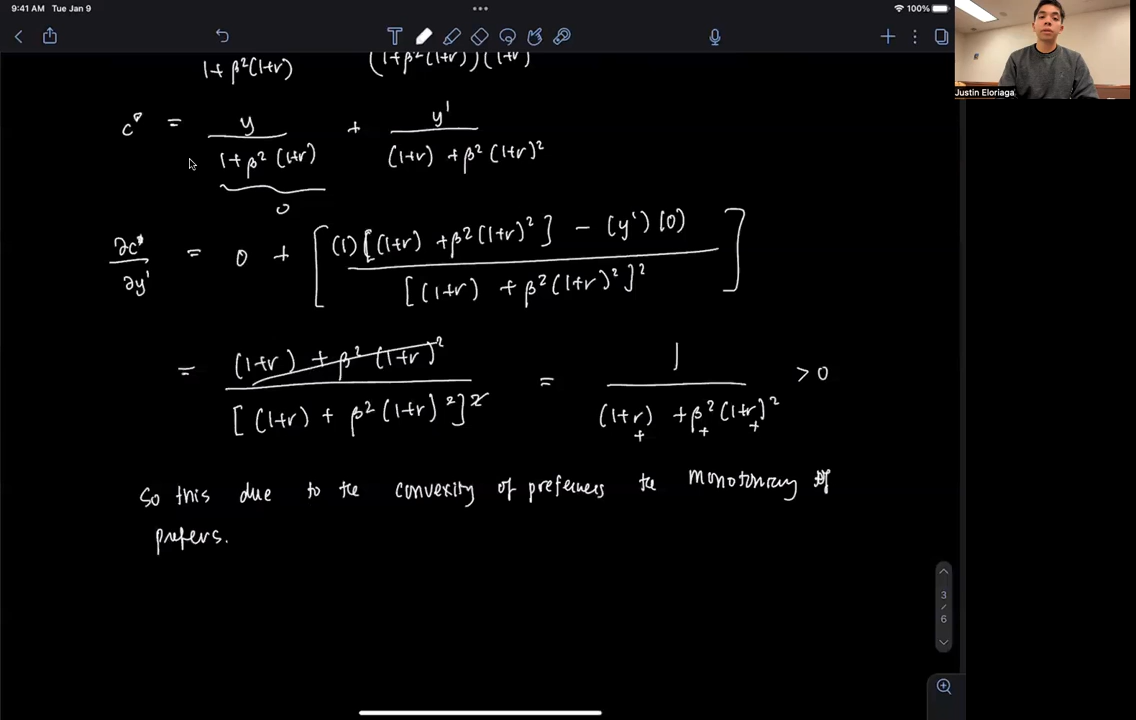 9:41 AM Tue Jan 9
100%
T
Justin Eloriaga
1 + β²(1+r) (1+β²(1+r))(1+r)
c* = y / 1+β²(1+r) + y' / (1+r) + β²(1+r)²
0
∂c* / ∂y' = 0 + [ (1)[(1+r) + β²(1+r)²] - (y')(0) / [(1+r) + β²(1+r)²]² ]
= (1+r) + β²(1+r)² / [(1+r) + β²(1+r)²]² = 1 / (1+r) + β²(1+r)² > 0
+ + +
So this due to the convexity of the monotonicity of
prefers.
3
/
6